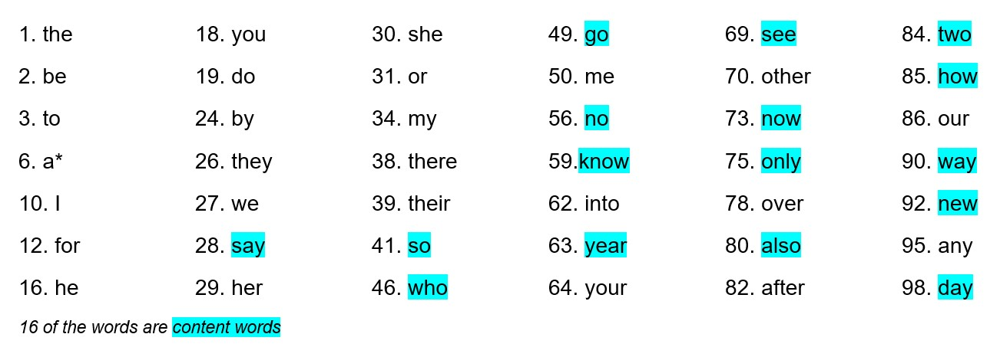 1. the 18. you 30. she 49. go 69. see 84. two
2. be 19. do 31. or 50. me 70. other 85. how
3. to 24. by 34. my 56. no 73. now 86. our
6. a* 26. they 38. there 59.know 75. only 90. way
10. I 27. we 39. their 62. into 78. over 92. new
12. for 28. say 41. so 63. year 80. also 95. any
16. he 29. her 46. who 64. your 82. after 98. day
16 of the words are content words